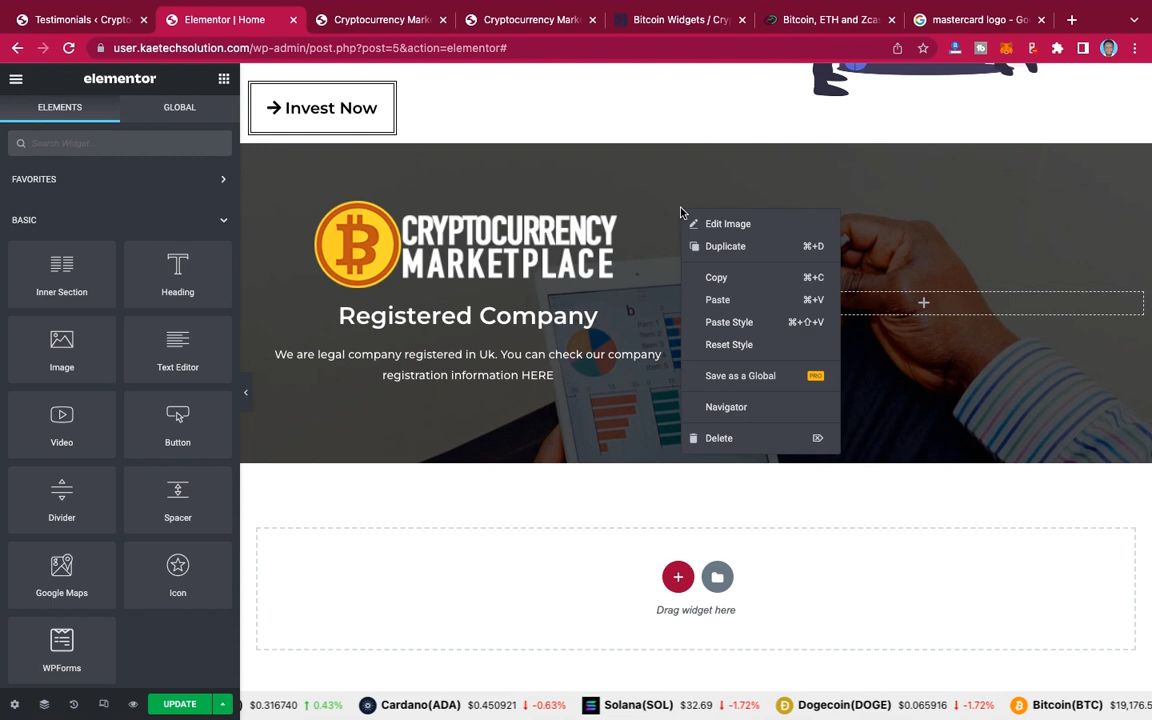 Testimonials ‹ Crypto
Elementor | Home
Cryptocurrency Mark
Cryptocurrency Mark
Bitcoin Widgets / Cry
Bitcoin, ETH and Zca
mastercard logo - Go
user.kaetechsolution.com/wp-admin/post.php?post=5&action=elementor#
elementor
ELEMENTS
GLOBAL
Search Widget...
FAVORITES
BASIC
Inner Section
Heading
Image
Text Editor
Video
Button
Divider
Spacer
Google Maps
Icon
WPForms
UPDATE
→ Invest Now
CRYPTOCURRENCY
MARKETPLACE
Registered Company
We are legal company registered in Uk. You can check our company
registration information HERE
Edit Image
Duplicate ⌘+D
Copy ⌘+C
Paste ⌘+V
Paste Style ⌘+⇧+V
Reset Style
Save as a Global PRO
Navigator
Delete ⌦
Drag widget here
$0.316740 ↑ 0.43% Cardano(ADA) $0.450921 ↓ -0.63% Solana(SOL) $32.69 ↓ -1.72% Dogecoin(DOGE) $0.065916 ↓ -1.72% Bitcoin(BTC) $19,176.5